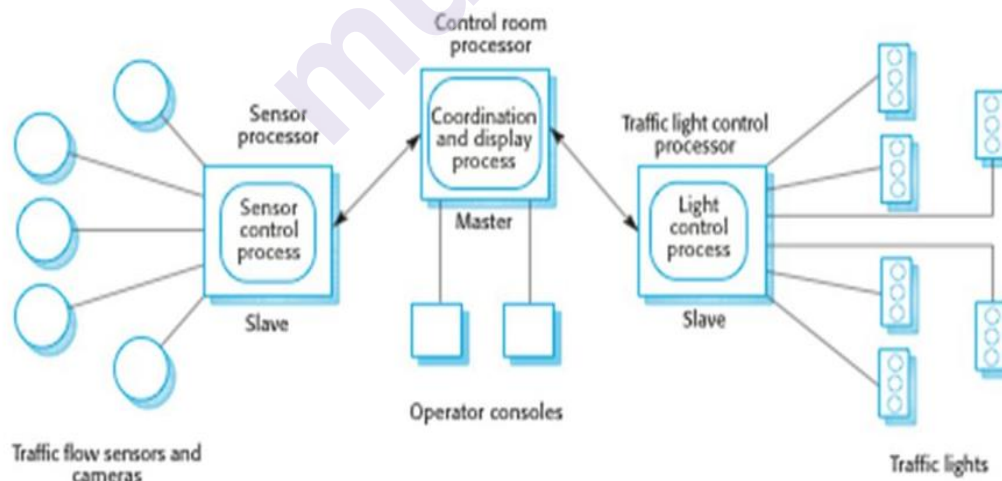 Control room
processor
Sensor
processor
Coordination
and display
process
Traffic light control
processor
Sensor
control
process
Master
Light
control
process
Slave
Slave
Operator consoles
Traffic flow sensors and
cameras
Traffic lights